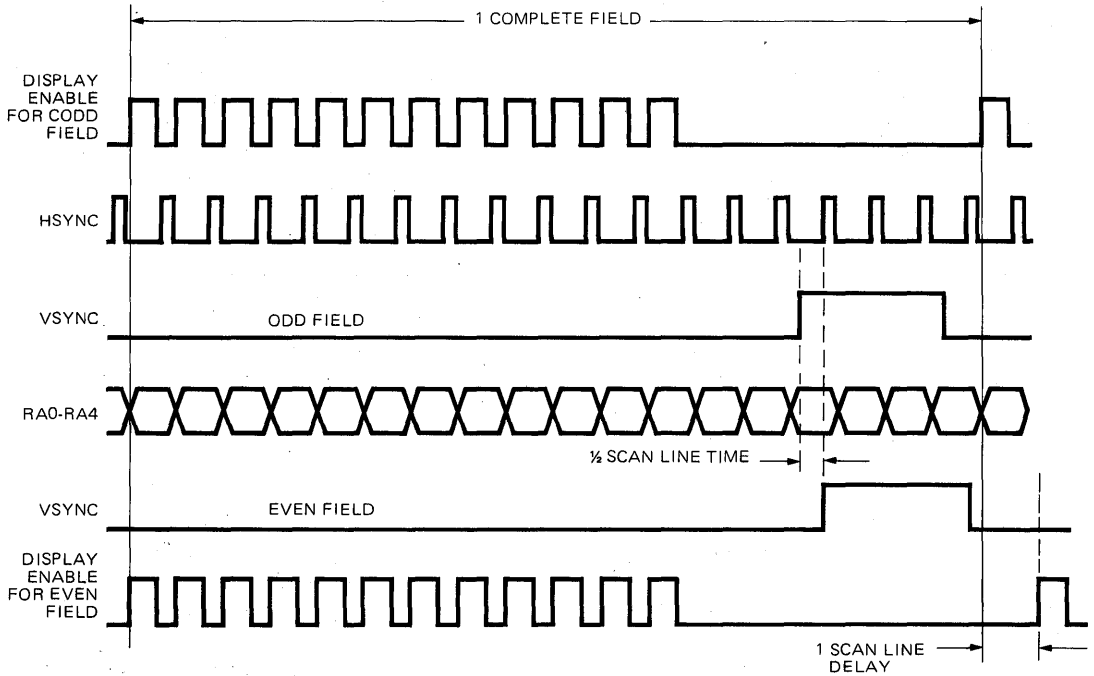 1 COMPLETE FIELD
DISPLAY
ENABLE
FOR CODD
FIELD
HSYNC
VSYNC
ODD FIELD
RA0-RA4
½ SCAN LINE TIME
VSYNC
EVEN FIELD
DISPLAY
ENABLE
FOR EVEN
FIELD
1 SCAN LINE
DELAY